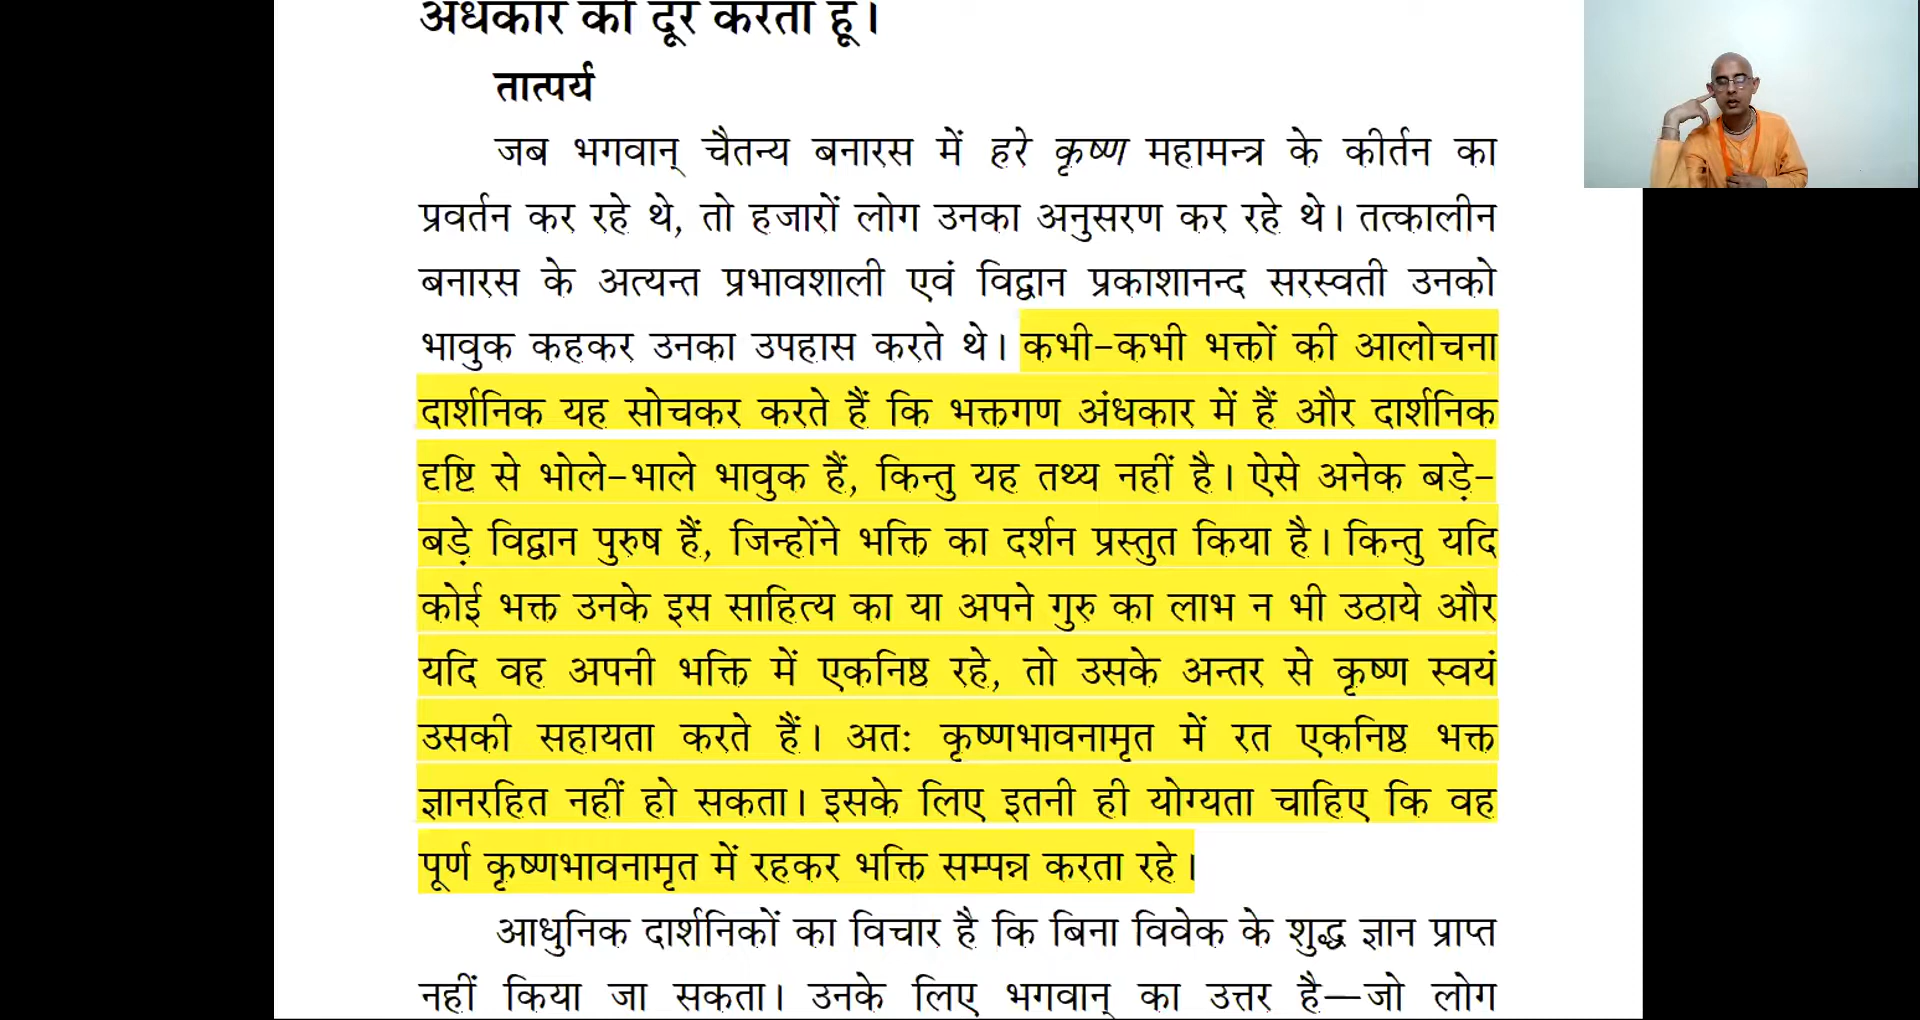 अंधकार को दूर करता हूँ।
तात्पर्य
जब भगवान् चैतन्य बनारस में हरे कृष्ण महामन्त्र के कीर्तन का
प्रवर्तन कर रहे थे, तो हजारों लोग उनका अनुसरण कर रहे थे। तत्कालीन
बनारस के अत्यन्त प्रभावशाली एवं विद्वान प्रकाशानन्द सरस्वती उनको
भावुक कहकर उनका उपहास करते थे। कभी-कभी भक्तों की आलोचना
दार्शनिक यह सोचकर करते हैं कि भक्तगण अंधकार में हैं और दार्शनिक
दृष्टि से भोले-भाले भावुक हैं, किन्तु यह तथ्य नहीं है। ऐसे अनेक बड़े-
बड़े विद्वान पुरुष हैं, जिन्होंने भक्ति का दर्शन प्रस्तुत किया है। किन्तु यदि
कोई भक्त उनके इस साहित्य का या अपने गुरु का लाभ न भी उठाये और
यदि वह अपनी भक्ति में एकनिष्ठ रहे, तो उसके अन्तर से कृष्ण स्वयं
उसकी सहायता करते हैं। अतः कृष्णभावनामृत में रत एकनिष्ठ भक्त
ज्ञानरहित नहीं हो सकता। इसके लिए इतनी ही योग्यता चाहिए कि वह
पूर्ण कृष्णभावनामृत में रहकर भक्ति सम्पन्न करता रहे।
आधुनिक दार्शनिकों का विचार है कि बिना विवेक के शुद्ध ज्ञान प्राप्त
नहीं किया जा सकता। उनके लिए भगवान् का उत्तर है—जो लोग